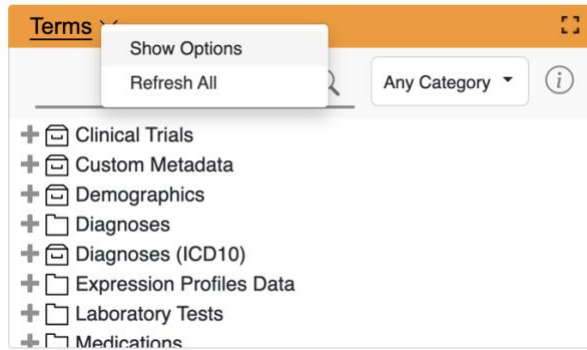 Terms
Show Options
Refresh All
Any Category
i
Clinical Trials
Custom Metadata
Demographics
Diagnoses
Diagnoses (ICD10)
Expression Profiles Data
Laboratory Tests
Medications